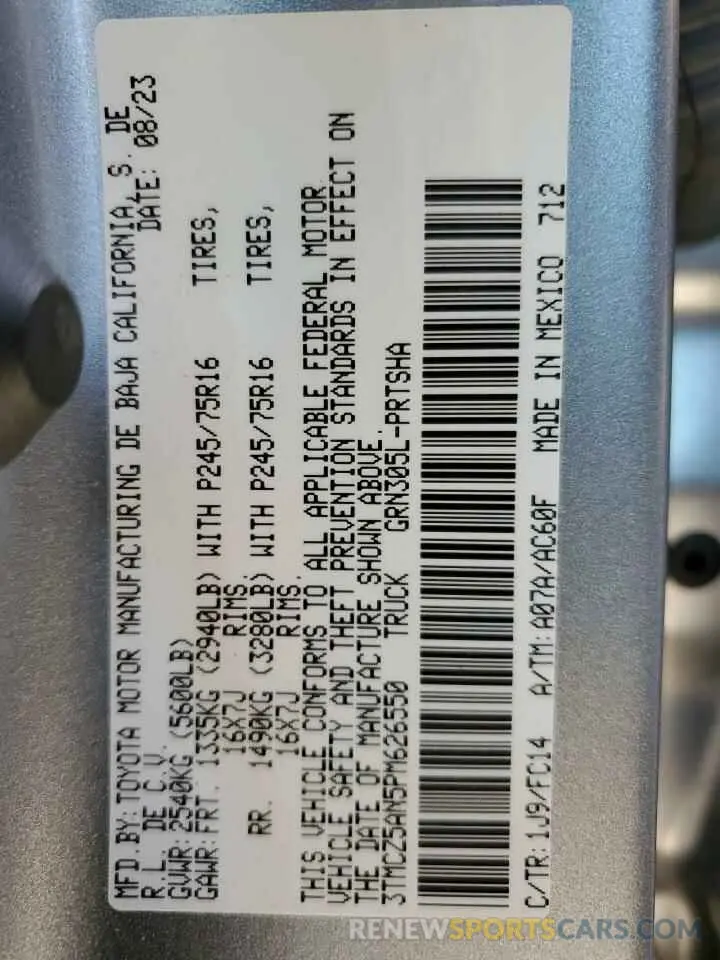 MFD.BY: TOYOTA MOTOR MANUFACTURING DE BAJA CALIFORNIA, S. DE
R.L. DE C.V. DATE: 08/23
GVWR: 2540KG (5600LB)
GAWR: FRT. 1335KG (2940LB) WITH P245/75R16 TIRES,
16X7J RIMS.
RR. 1490KG (3280LB) WITH P245/75R16 TIRES,
16X7J RIMS.
THIS VEHICLE CONFORMS TO ALL APPLICABLE FEDERAL MOTOR
VEHICLE SAFETY AND THEFT PREVENTION STANDARDS IN EFFECT ON
THE DATE OF MANUFACTURE SHOWN ABOVE.
3TMCZ5AN5PM626550 TRUCK GRN305L-PRTSHA
C/TR: 1J9/FC14 A/TM: A07A/AC60F MADE IN MEXICO 712
RENEWSPORTSCARS.COM